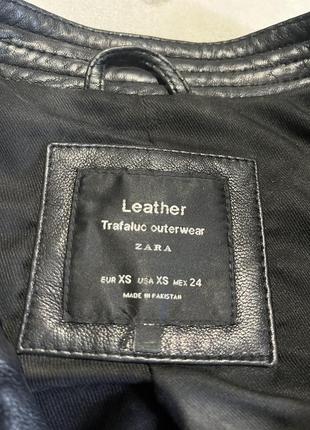 Leather
Trafaluc outerwear
ZARA
EUR XS USA XS MEX 24
MADE IN PAKISTAN